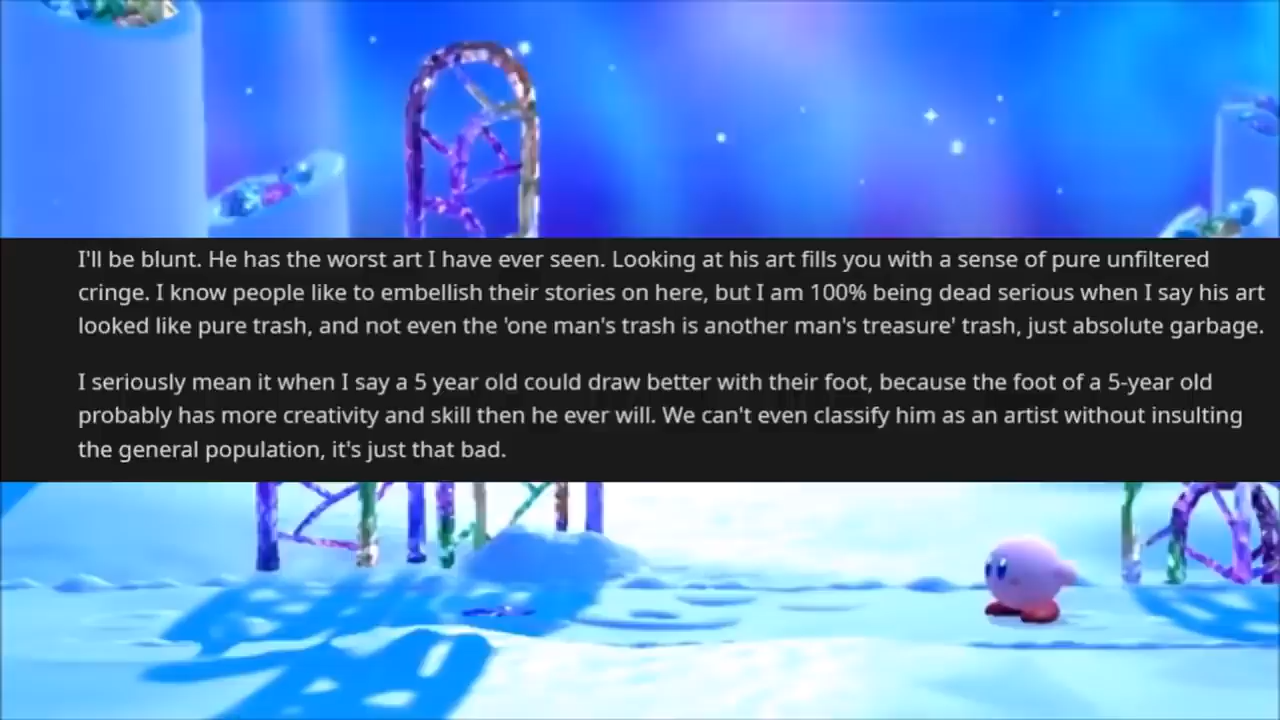 I'll be blunt. He has the worst art I have ever seen. Looking at his art fills you with a sense of pure unfiltered
cringe. I know people like to embellish their stories on here, but I am 100% being dead serious when I say his art
looked like pure trash, and not even the 'one man's trash is another man's treasure' trash, just absolute garbage.
I seriously mean it when I say a 5 year old could draw better with their foot, because the foot of a 5-year old
probably has more creativity and skill then he ever will. We can't even classify him as an artist without insulting
the general population, it's just that bad.